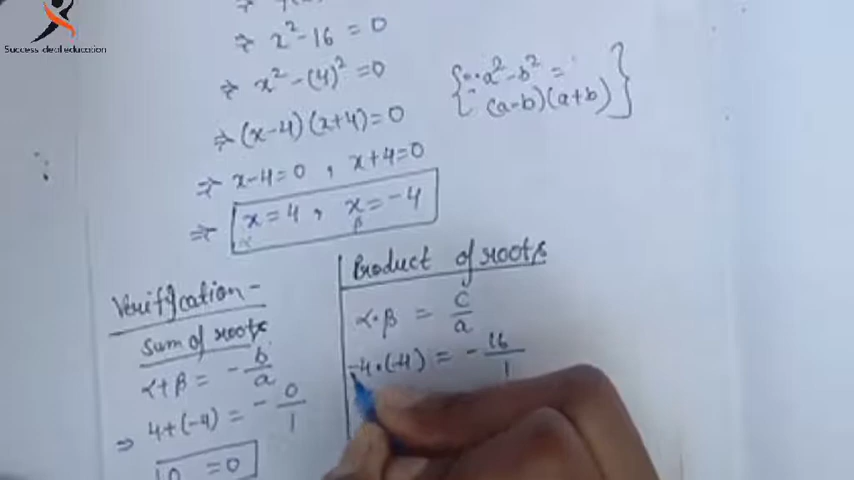 Success ideal education
⇒ x² - 16 = 0
⇒ x² - (4)² = 0
{∵ a² - b² =
(a-b)(a+b)}
⇒ (x-4)(x+4) = 0
⇒ x-4=0 , x+4=0
⇒ x = 4 , x = -4
α β
Verification -
Sum of roots
α+β = - b/a
⇒ 4+(-4) = - 0/1
0 = 0
Product of roots
α·β = c/a
-4·(-4) = - 16/1